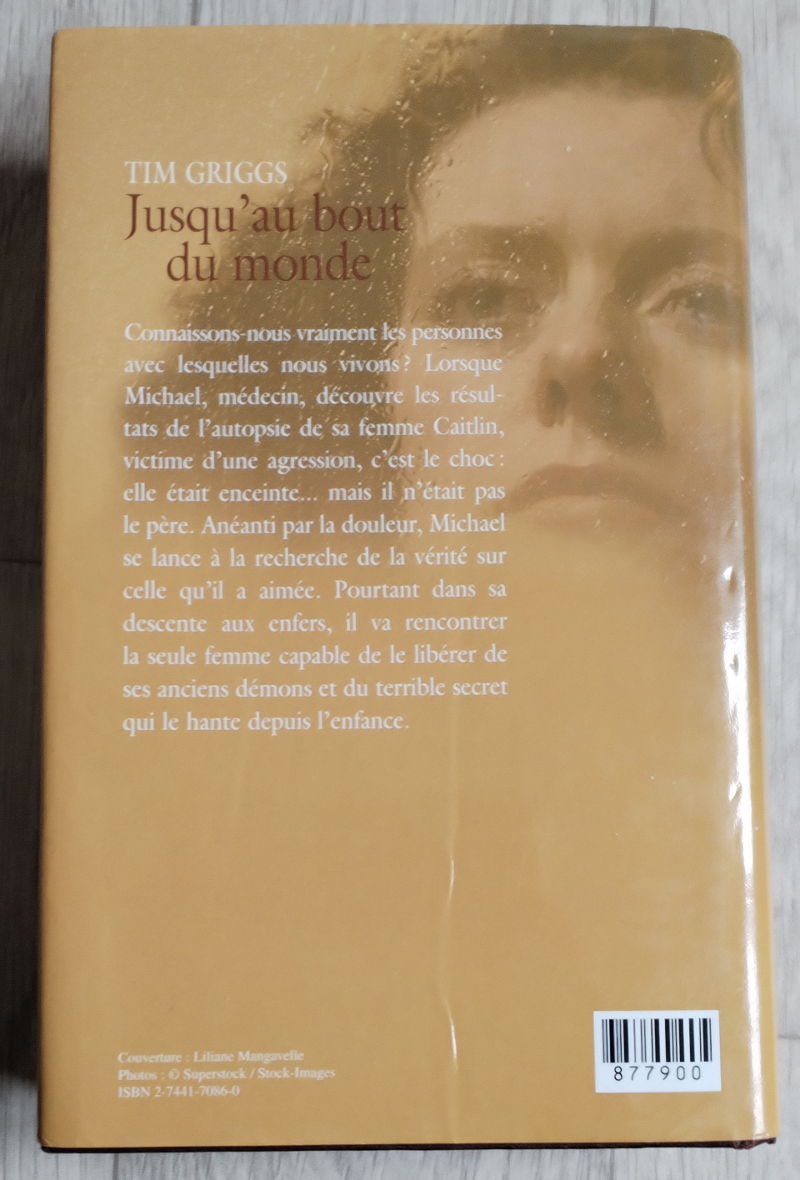 TIM GRIGGS
Jusqu'au bout
du monde
Connaissons-nous vraiment les personnes
avec lesquelles nous vivons ? Lorsque
Michael, médecin, découvre les résul-
tats de l'autopsie de sa femme Caitlin,
victime d'une agression, c'est le choc :
elle était enceinte... mais il n'était pas
le père. Anéanti par la douleur, Michael
se lance à la recherche de la vérité sur
celle qu'il a aimée. Pourtant dans sa
descente aux enfers, il va rencontrer
la seule femme capable de le libérer de
ses anciens démons et du terrible secret
qui le hante depuis l'enfance.
Couverture : Liliane Mangavelle
Photos : © Superstock / Stock-Images
ISBN 2-7441-7086-0
877900